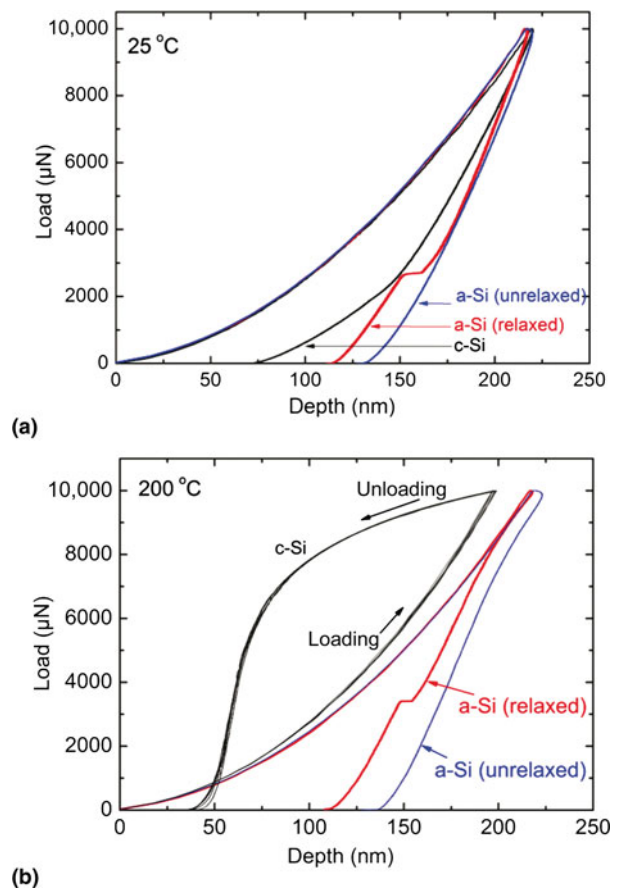 25 °C
10,000
8000
6000
4000
2000
0
Load (µN)
a-Si (unrelaxed)
a-Si (relaxed)
c-Si
0 50 100 150 200 250
Depth (nm)
(a)
200 °C
10,000
8000
6000
4000
2000
0
Load (µN)
Unloading
c-Si
Loading
a-Si (relaxed)
a-Si (unrelaxed)
0 50 100 150 200 250
Depth (nm)
(b)